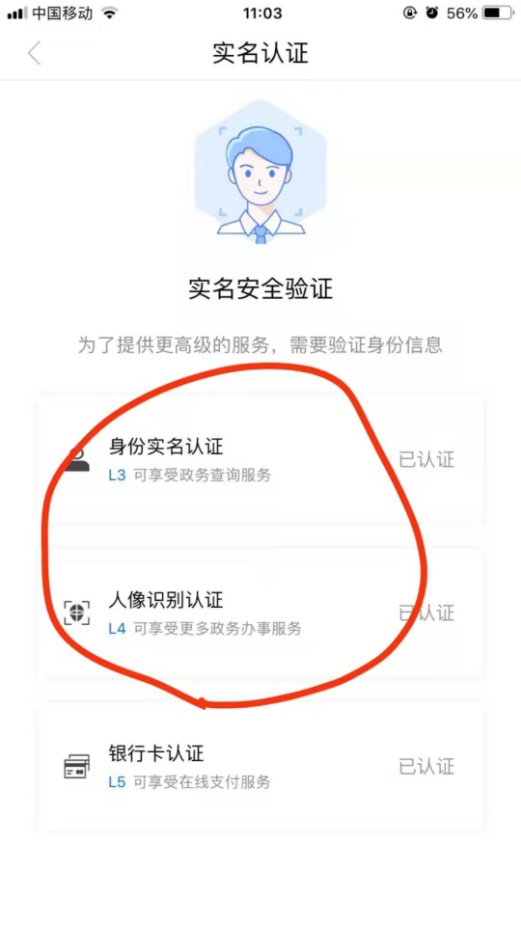 中国移动 11:03 56%
实名认证
实名安全验证
为了提供更高级的服务，需要验证身份信息
身份实名认证
L3 可享受政务查询服务
已认证
人像识别认证
L4 可享受更多政务办事服务
已认证
银行卡认证
L5 可享受在线支付服务
已认证